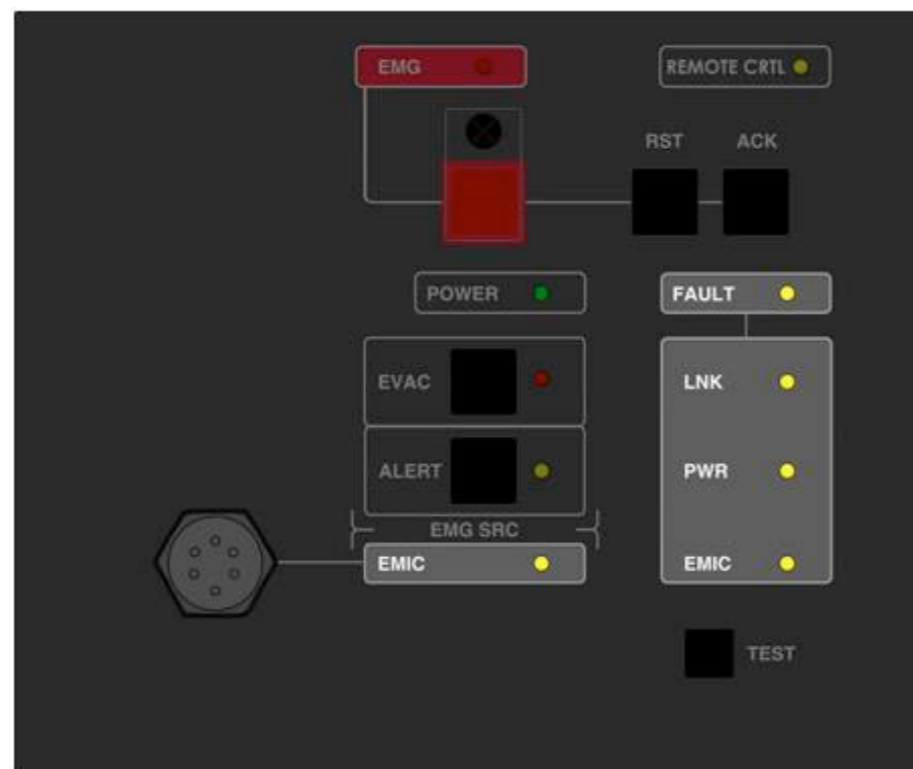 EMG
REMOTE CRTL
RST ACK
POWER
FAULT
EVAC
LNK
ALERT
PWR
EMG SRC
EMIC
EMIC
TEST